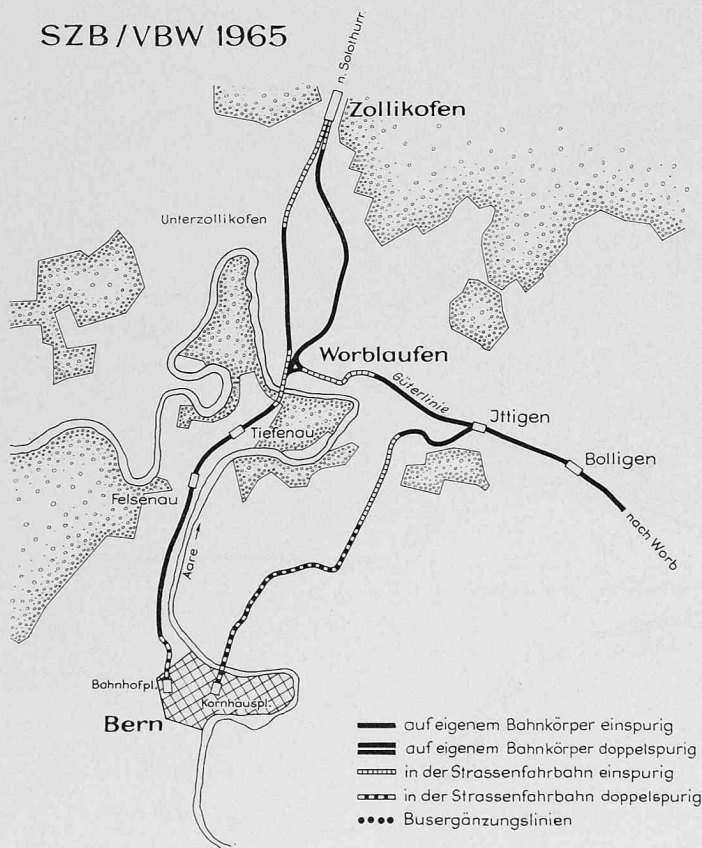 SZB/VBW 1965
n. Solothurn
Zollikofen
Unterzollikofen
Worblaufen
Güterlinie
Jttigen
Tiefenau
Bolligen
Felsenau
nach Worb
Aare
Bahnhofpl.
Kornhauspl.
Bern
auf eigenem Bahnkörper einspurig
auf eigenem Bahnkörper doppelspurig
in der Strassenfahrbahn einspurig
in der Strassenfahrbahn doppelspurig
Busergänzungslinien